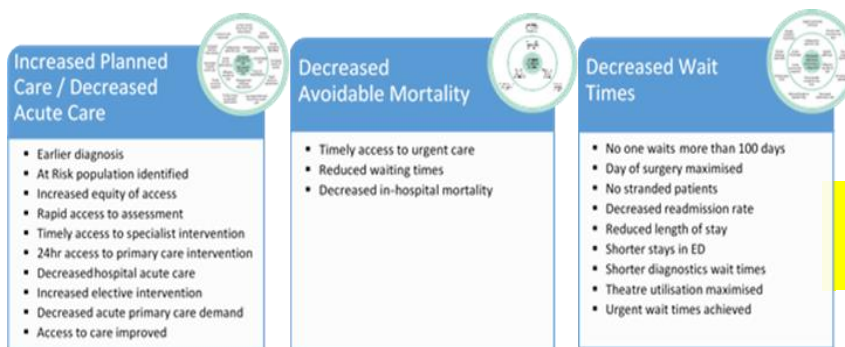 Increased Planned
Care / Decreased
Acute Care
▪ Earlier diagnosis
▪ At Risk population identified
▪ Increased equity of access
▪ Rapid access to assessment
▪ Timely access to specialist intervention
▪ 24hr access to primary care intervention
▪ Decreasedhospital acute care
▪ Increased elective intervention
▪ Decreased acute primary care demand
▪ Access to care improved
Decreased
Avoidable Mortality
▪ Timely access to urgent care
▪ Reduced waiting times
▪ Decreased in-hospital mortality
Decreased Wait
Times
▪ No one waits more than 100 days
▪ Day of surgery maximised
▪ No stranded patients
▪ Decreased readmission rate
▪ Reduced length of stay
▪ Shorter stays in ED
▪ Shorter diagnostics wait times
▪ Theatre utilisation maximised
▪ Urgent wait times achieved